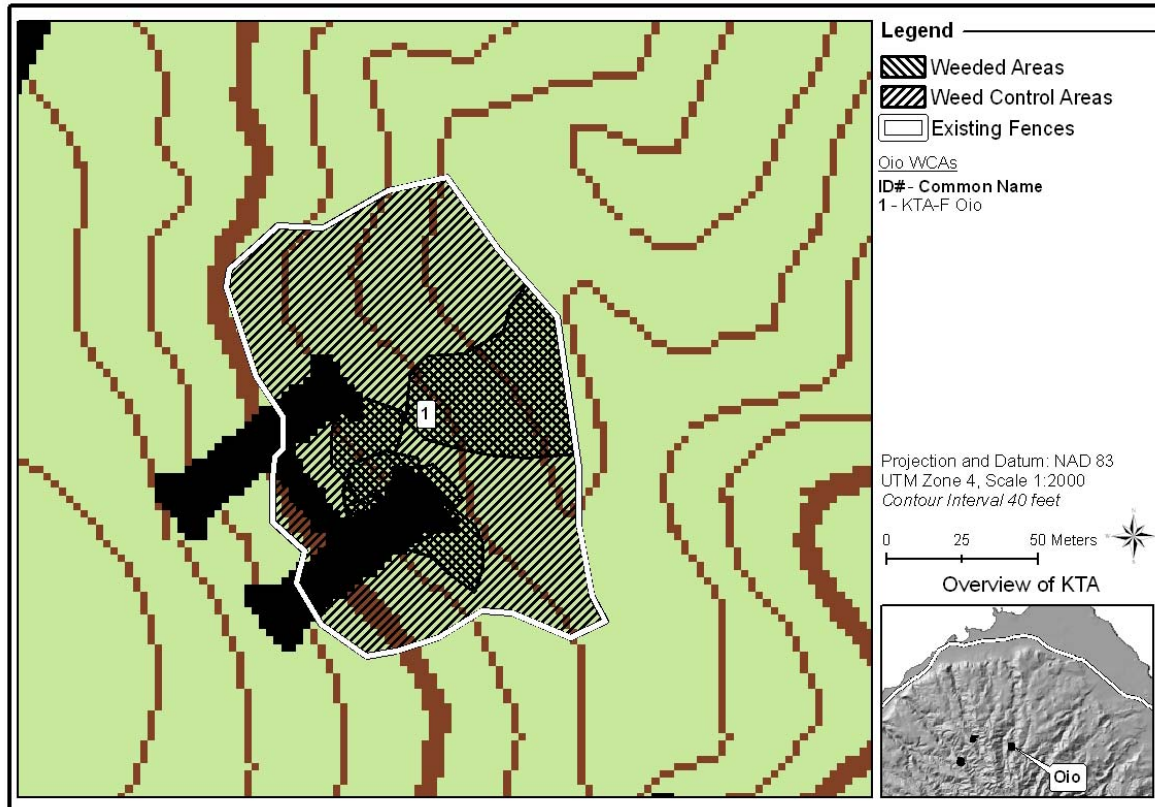 Legend
Weeded Areas
Weed Control Areas
Existing Fences
Oio WCAs
ID#- Common Name
1 - KTA-F Oio
1
Projection and Datum: NAD 83
UTM Zone 4, Scale 1:2000
Contour Interval 40 feet
0 25 50 Meters
Overview of KTA
Oio